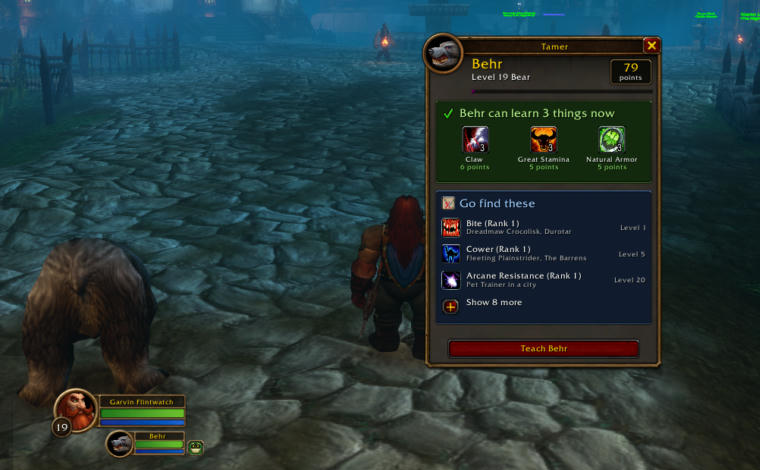 Tamer
Behr
Level 19 Bear
79
points
Behr can learn 3 things now
3
3
3
Claw
Great Stamina
Natural Armor
6 points
5 points
5 points
Go find these
Bite (Rank 1)
Dreadmaw Crocolisk, Durotar
Level 1
Cower (Rank 1)
Fleeting Plainstrider, The Barrens
Level 5
Arcane Resistance (Rank 1)
Pet Trainer in a city
Level 20
Show 8 more
Teach Behr
Garvin Flintwatch
19
Behr